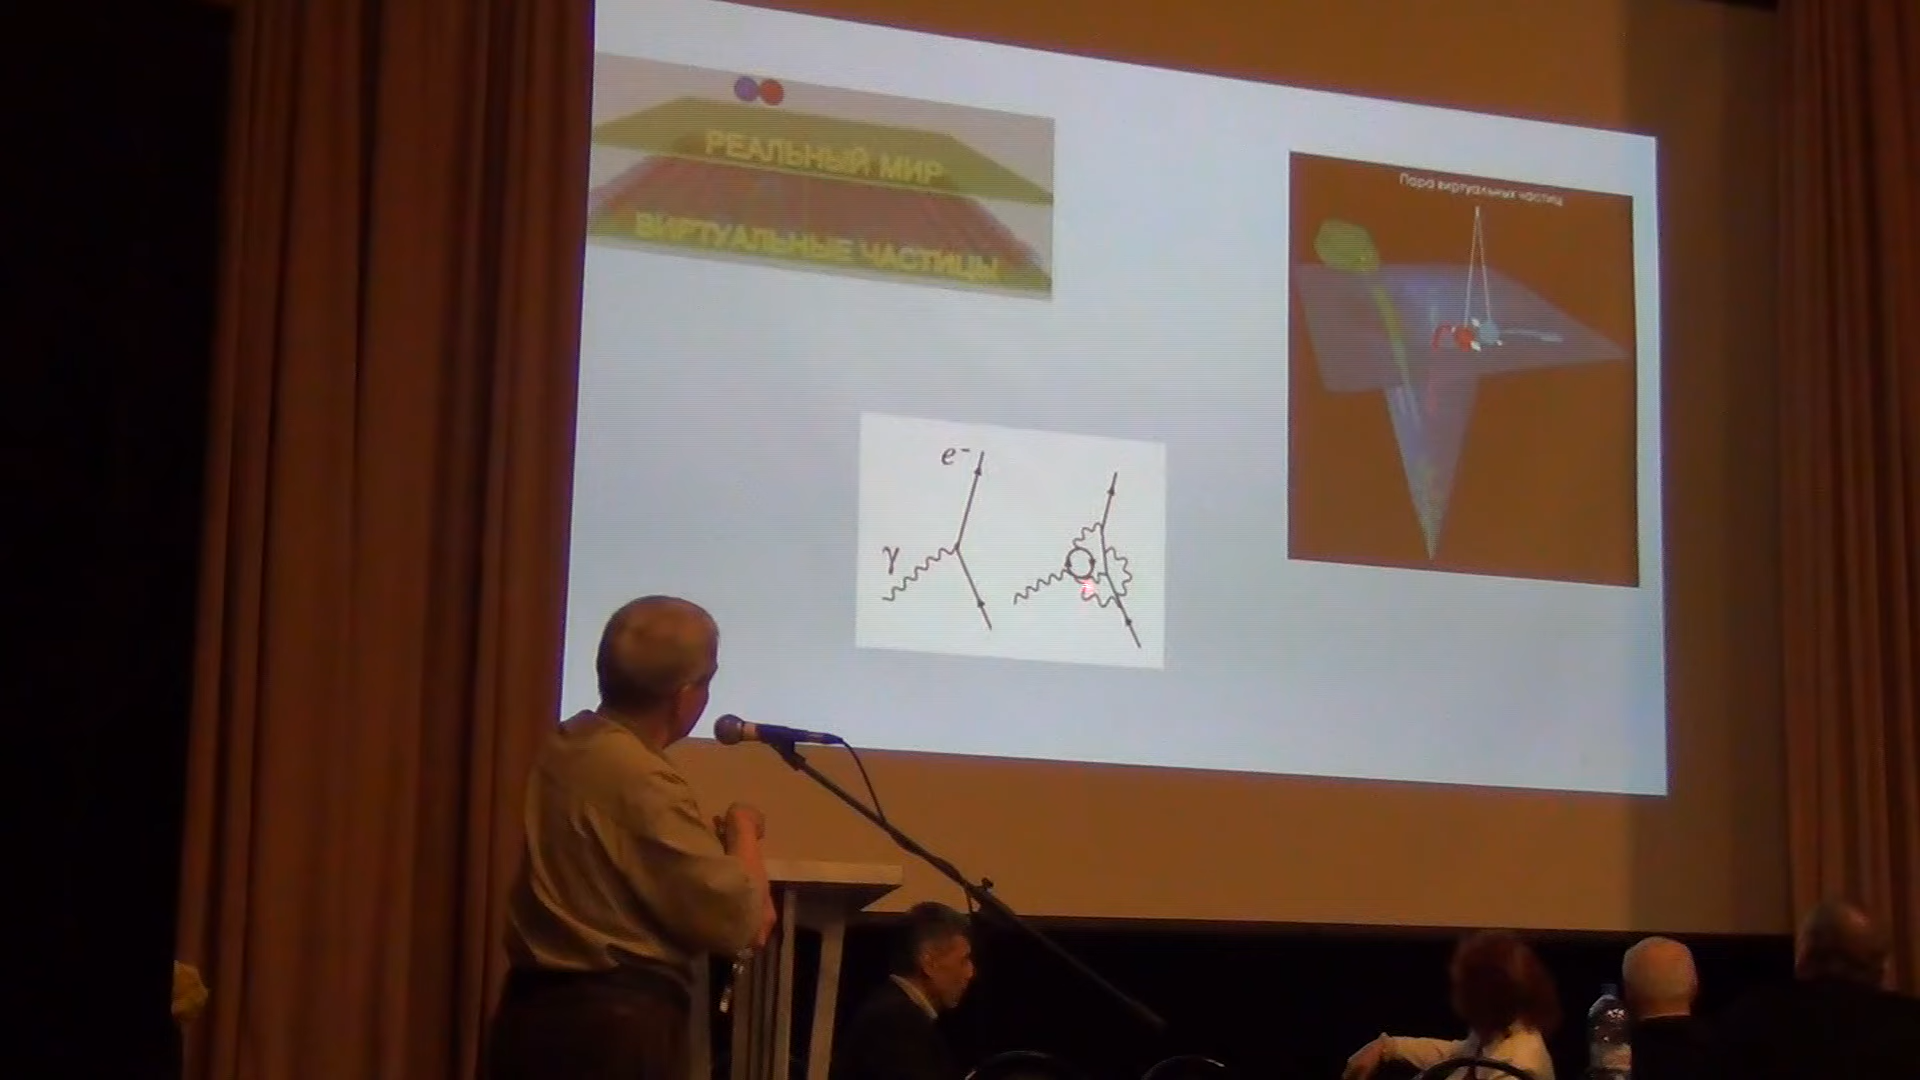 РЕАЛЬНЫЙ МИР
ВИРТУАЛЬНЫЕ ЧАСТИЦЫ
Пара виртуальных частиц
e⁻
γ